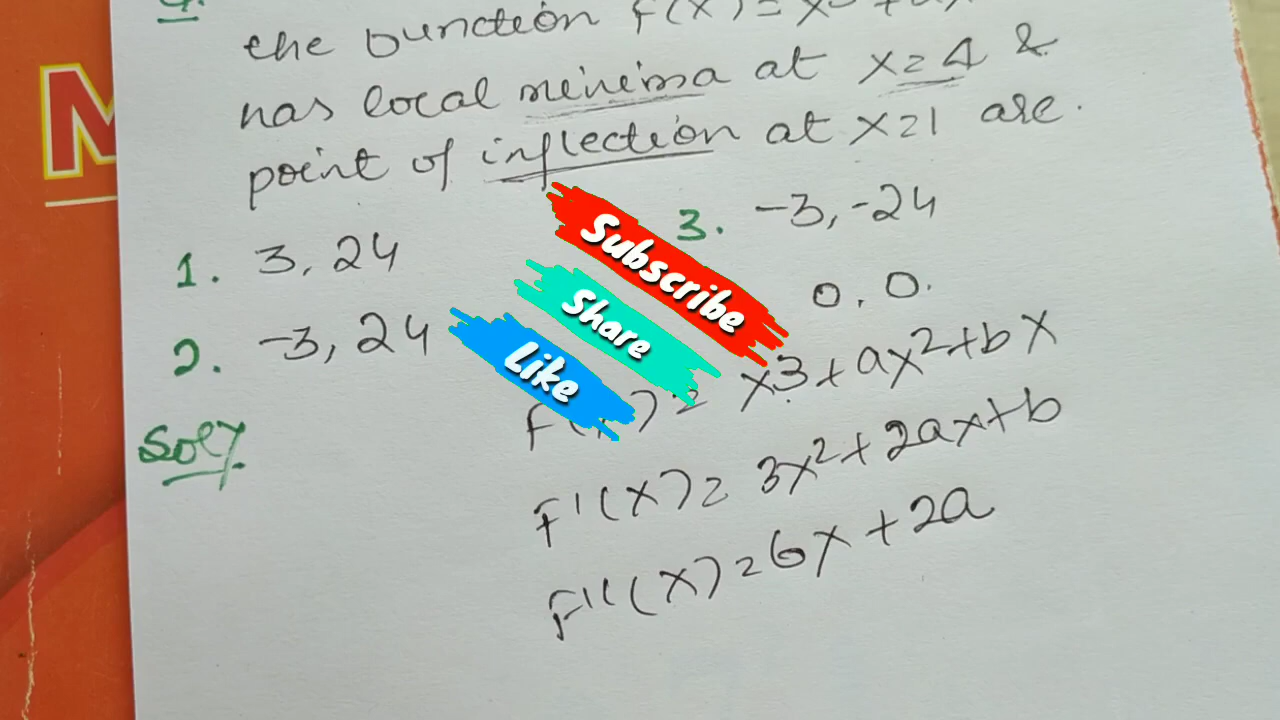 the function f(x) = x
has local minima at x=4 &
point of inflection at x=1 are.
1. 3, 24
3. -3, -24
2. -3, 24
0, 0.
Subscribe
Share
Like
Soln
= x3 + ax2 + bx
F'(x) = 3x2 + 2ax + b
F''(x) = 6x + 2a
M